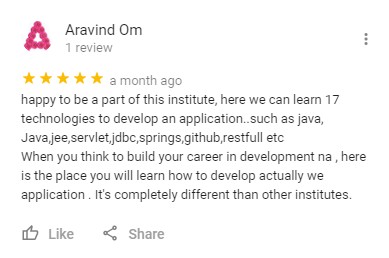 Aravind Om
1 review
a month ago
happy to be a part of this institute, here we can learn 17
technologies to develop an application..such as java,
Java,jee,servlet,jdbc,springs,github,restfull etc
When you think to build your career in development na , here
is the place you will learn how to develop actually we
application . It's completely different than other institutes.
Like
Share